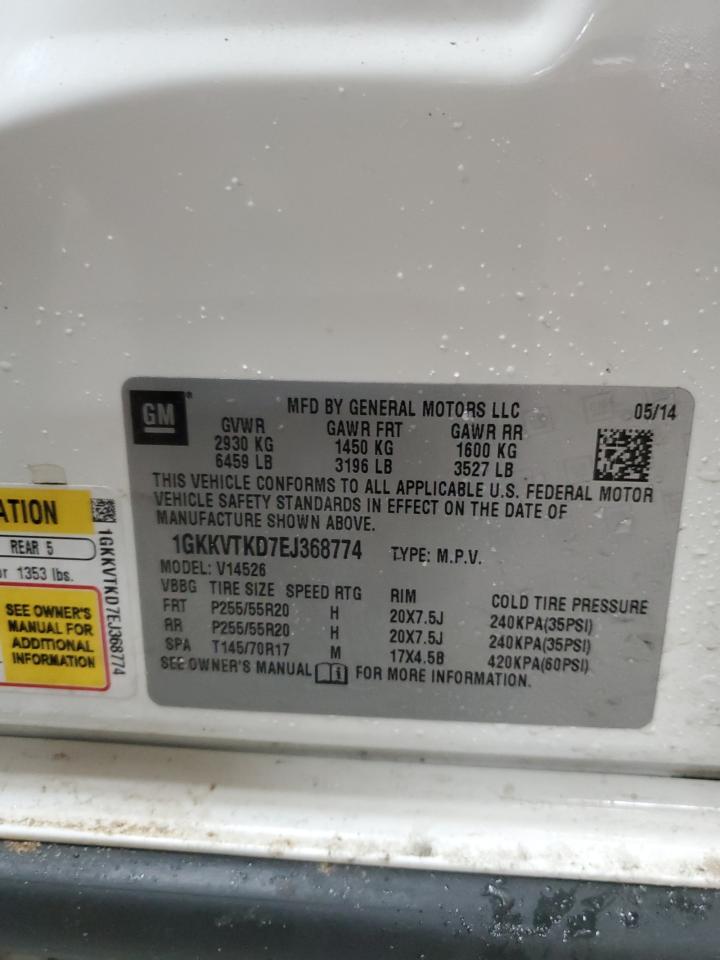 GM
MFD BY GENERAL MOTORS LLC 05/14
GVWR GAWR FRT GAWR RR
2930 KG 1450 KG 1600 KG
6459 LB 3196 LB 3527 LB
THIS VEHICLE CONFORMS TO ALL APPLICABLE U.S. FEDERAL MOTOR
VEHICLE SAFETY STANDARDS IN EFFECT ON THE DATE OF
MANUFACTURE SHOWN ABOVE.
1GKKVTKD7EJ368774 TYPE: M.P.V.
MODEL: V14526
VBBG TIRE SIZE SPEED RTG RIM COLD TIRE PRESSURE
FRT P255/55R20 H 20X7.5J 240KPA(35PSI)
RR P255/55R20 H 20X7.5J 240KPA(35PSI)
SPA T145/70R17 M 17X4.5B 420KPA(60PSI)
SEE OWNER'S MANUAL FOR MORE INFORMATION.
ATION
REAR 5
or 1353 lbs.
SEE OWNER'S
MANUAL FOR
ADDITIONAL
INFORMATION
1GKKVTKD7EJ368774